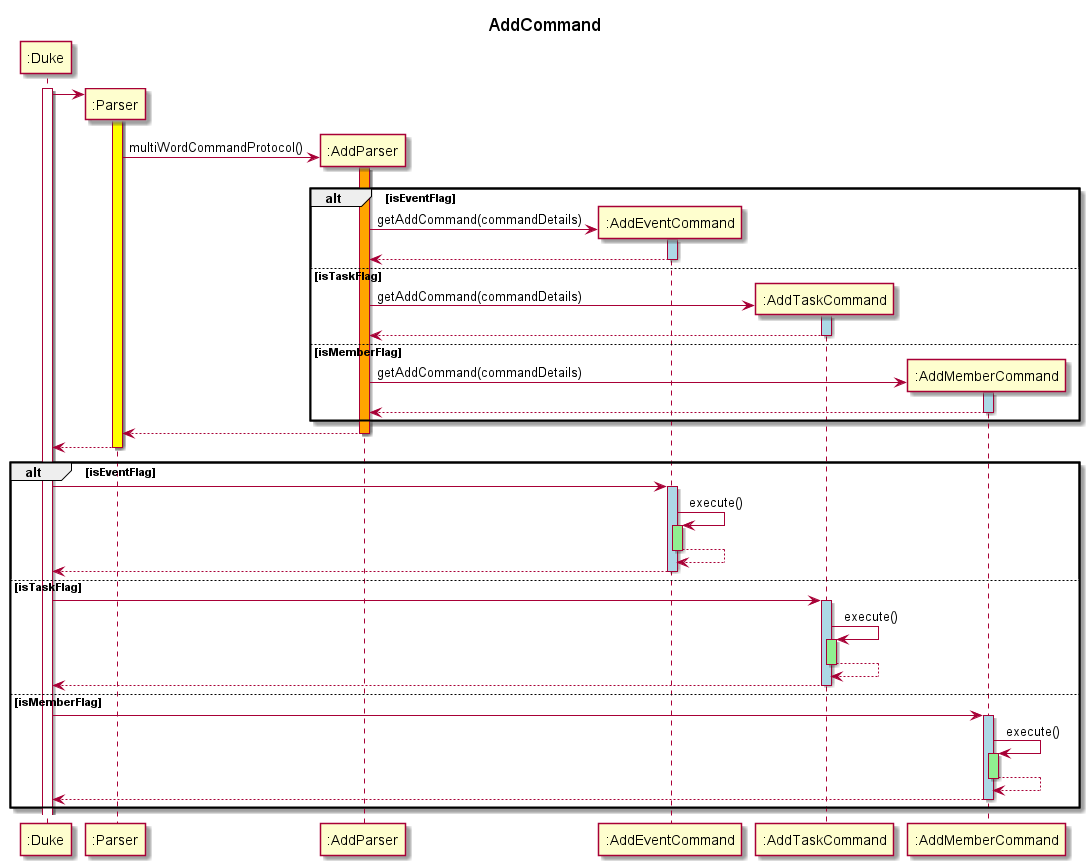 AddCommand
:Duke
:Parser
multiWordCommandProtocol()
:AddParser
alt [isEventFlag]
getAddCommand(commandDetails)
:AddEventCommand
[isTaskFlag]
getAddCommand(commandDetails)
:AddTaskCommand
[isMemberFlag]
getAddCommand(commandDetails)
:AddMemberCommand
alt [isEventFlag]
execute()
[isTaskFlag]
execute()
[isMemberFlag]
execute()
:Duke :Parser :AddParser :AddEventCommand :AddTaskCommand :AddMemberCommand